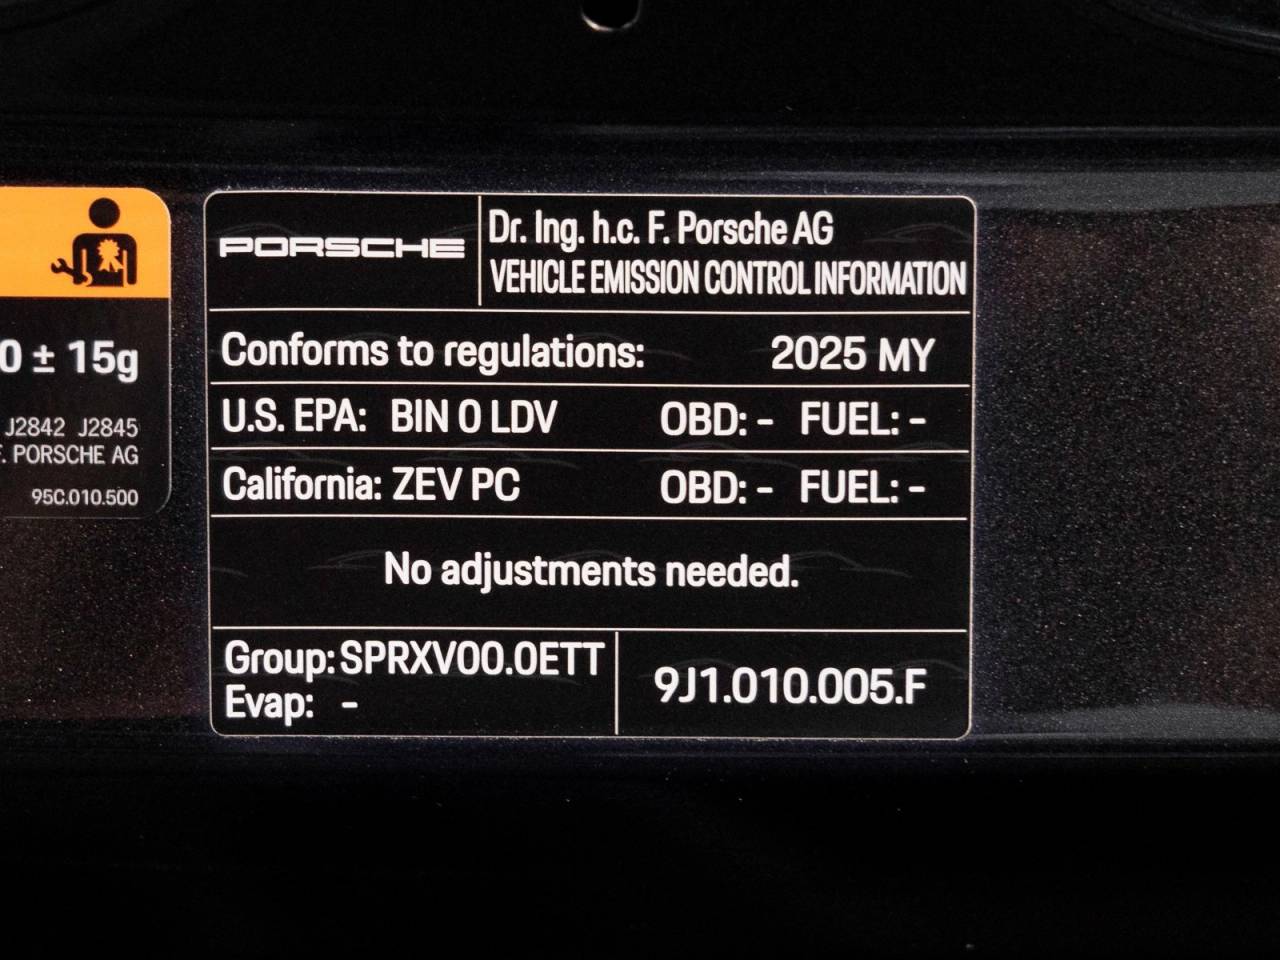 0 ± 15g
J2842 J2845
F. PORSCHE AG
95C.010.500
PORSCHE
Dr. Ing. h.c. F. Porsche AG
VEHICLE EMISSION CONTROL INFORMATION
Conforms to regulations: 2025 MY
U.S. EPA: BIN 0 LDV OBD: - FUEL: -
California: ZEV PC OBD: - FUEL: -
No adjustments needed.
Group: SPRXV00.0ETT
Evap: -
9J1.010.005.F